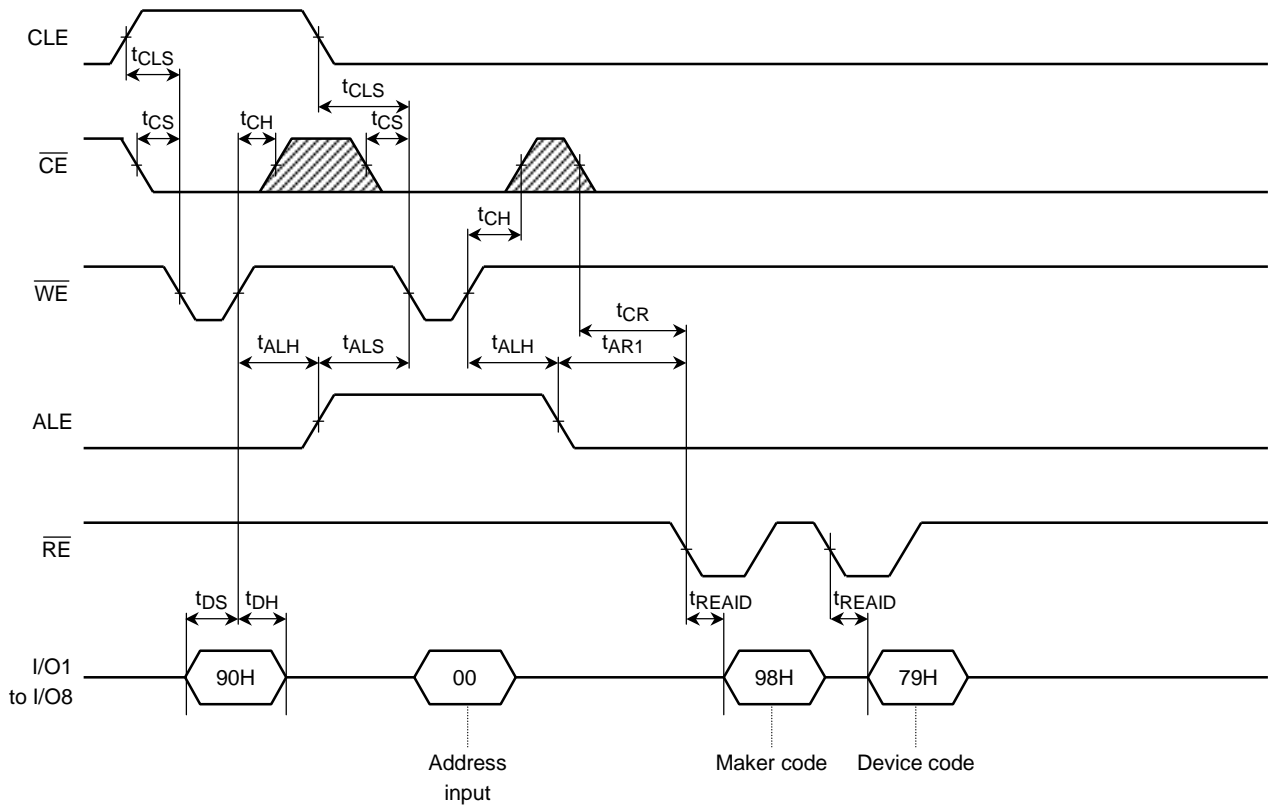 CLE
tCLS
tCLS
tCS
tCH
tCS
CE
tCH
WE
tCR
tALH
tALS
tALH
tAR1
ALE
RE
tDS
tDH
tREAID
tREAID
I/O1
to I/O8
90H
00
98H
79H
Address
input
Maker code
Device code